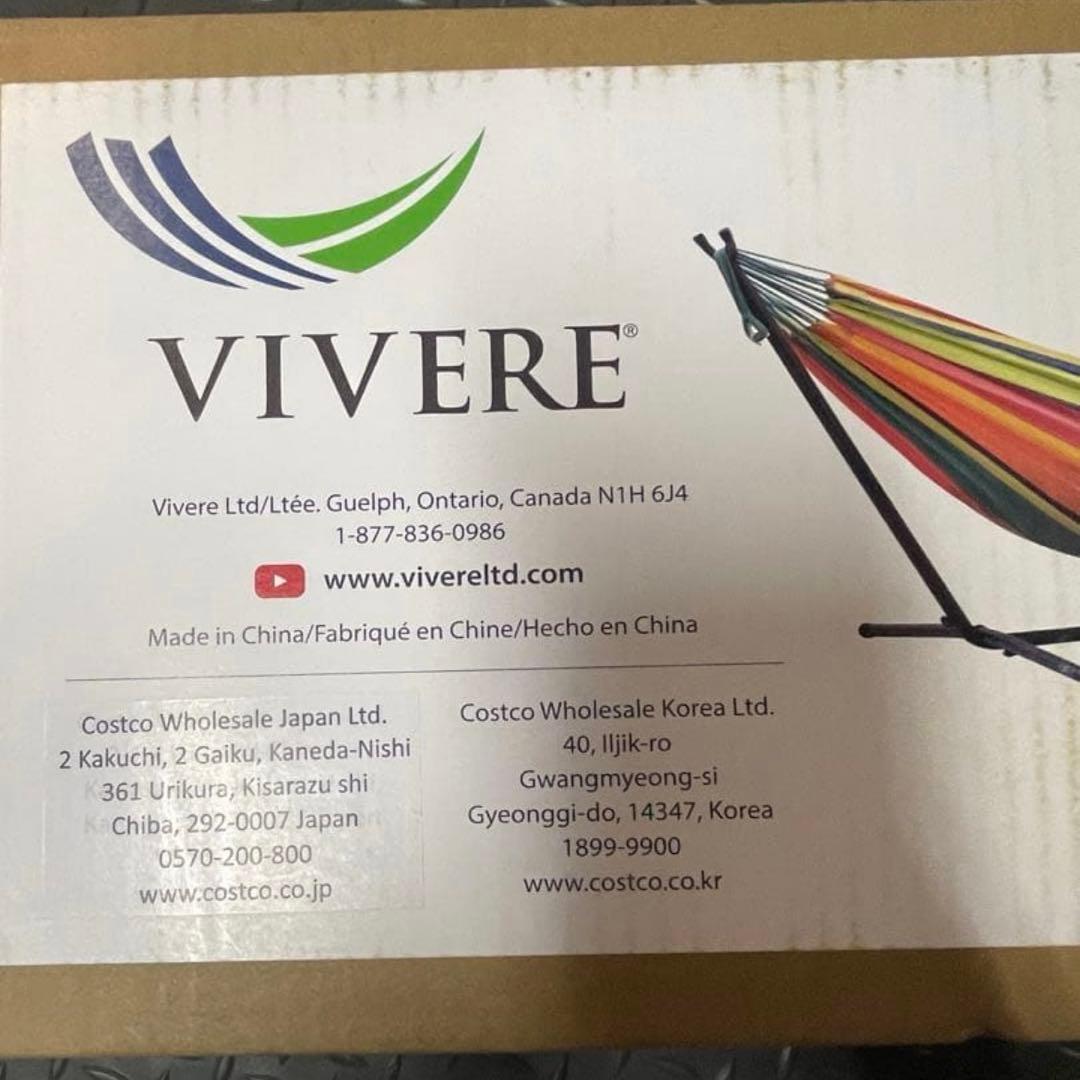 VIVERE®
Vivere Ltd/Ltée. Guelph, Ontario, Canada N1H 6J4
1-877-836-0986
www.vivereltd.com
Made in China/Fabriqué en Chine/Hecho en China
Costco Wholesale Japan Ltd.
2 Kakuchi, 2 Gaiku, Kaneda-Nishi
361 Urikura, Kisarazu shi
Chiba, 292-0007 Japan
0570-200-800
www.costco.co.jp
Costco Wholesale Korea Ltd.
40, Iljik-ro
Gwangmyeong-si
Gyeonggi-do, 14347, Korea
1899-9900
www.costco.co.kr